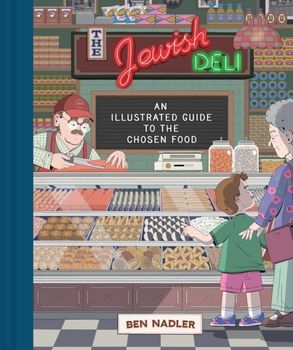 THE
Jewish
DELI
AN
ILLUSTRATED GUIDE
TO THE
CHOSEN FOOD
BEN NADLER